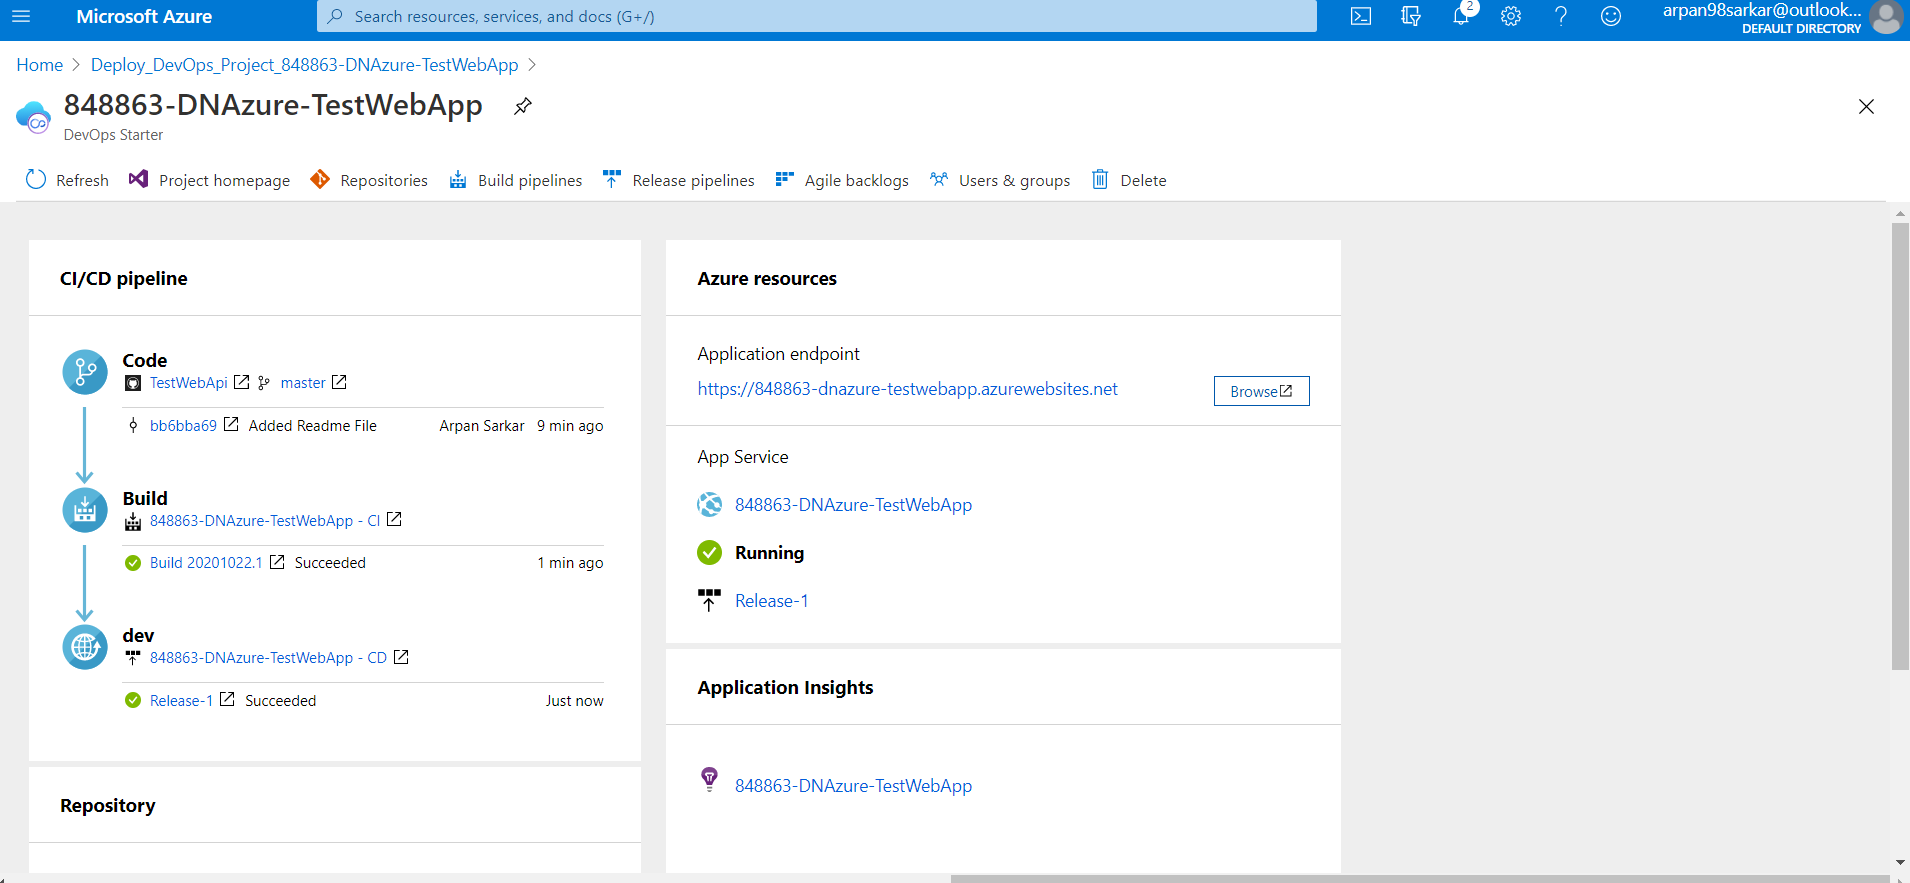 Microsoft Azure
Search resources, services, and docs (G+/)
2
arpan98sarkar@outlook...
DEFAULT DIRECTORY
Home > Deploy_DevOps_Project_848863-DNAzure-TestWebApp >
848863-DNAzure-TestWebApp
DevOps Starter
Refresh Project homepage Repositories Build pipelines Release pipelines Agile backlogs Users & groups Delete
CI/CD pipeline
Code
TestWebApi master
bb6bba69 Added Readme File Arpan Sarkar 9 min ago
Build
848863-DNAzure-TestWebApp - CI
Build 20201022.1 Succeeded 1 min ago
dev
848863-DNAzure-TestWebApp - CD
Release-1 Succeeded Just now
Repository
Azure resources
Application endpoint
https://848863-dnazure-testwebapp.azurewebsites.net Browse
App Service
848863-DNAzure-TestWebApp
Running
Release-1
Application Insights
848863-DNAzure-TestWebApp